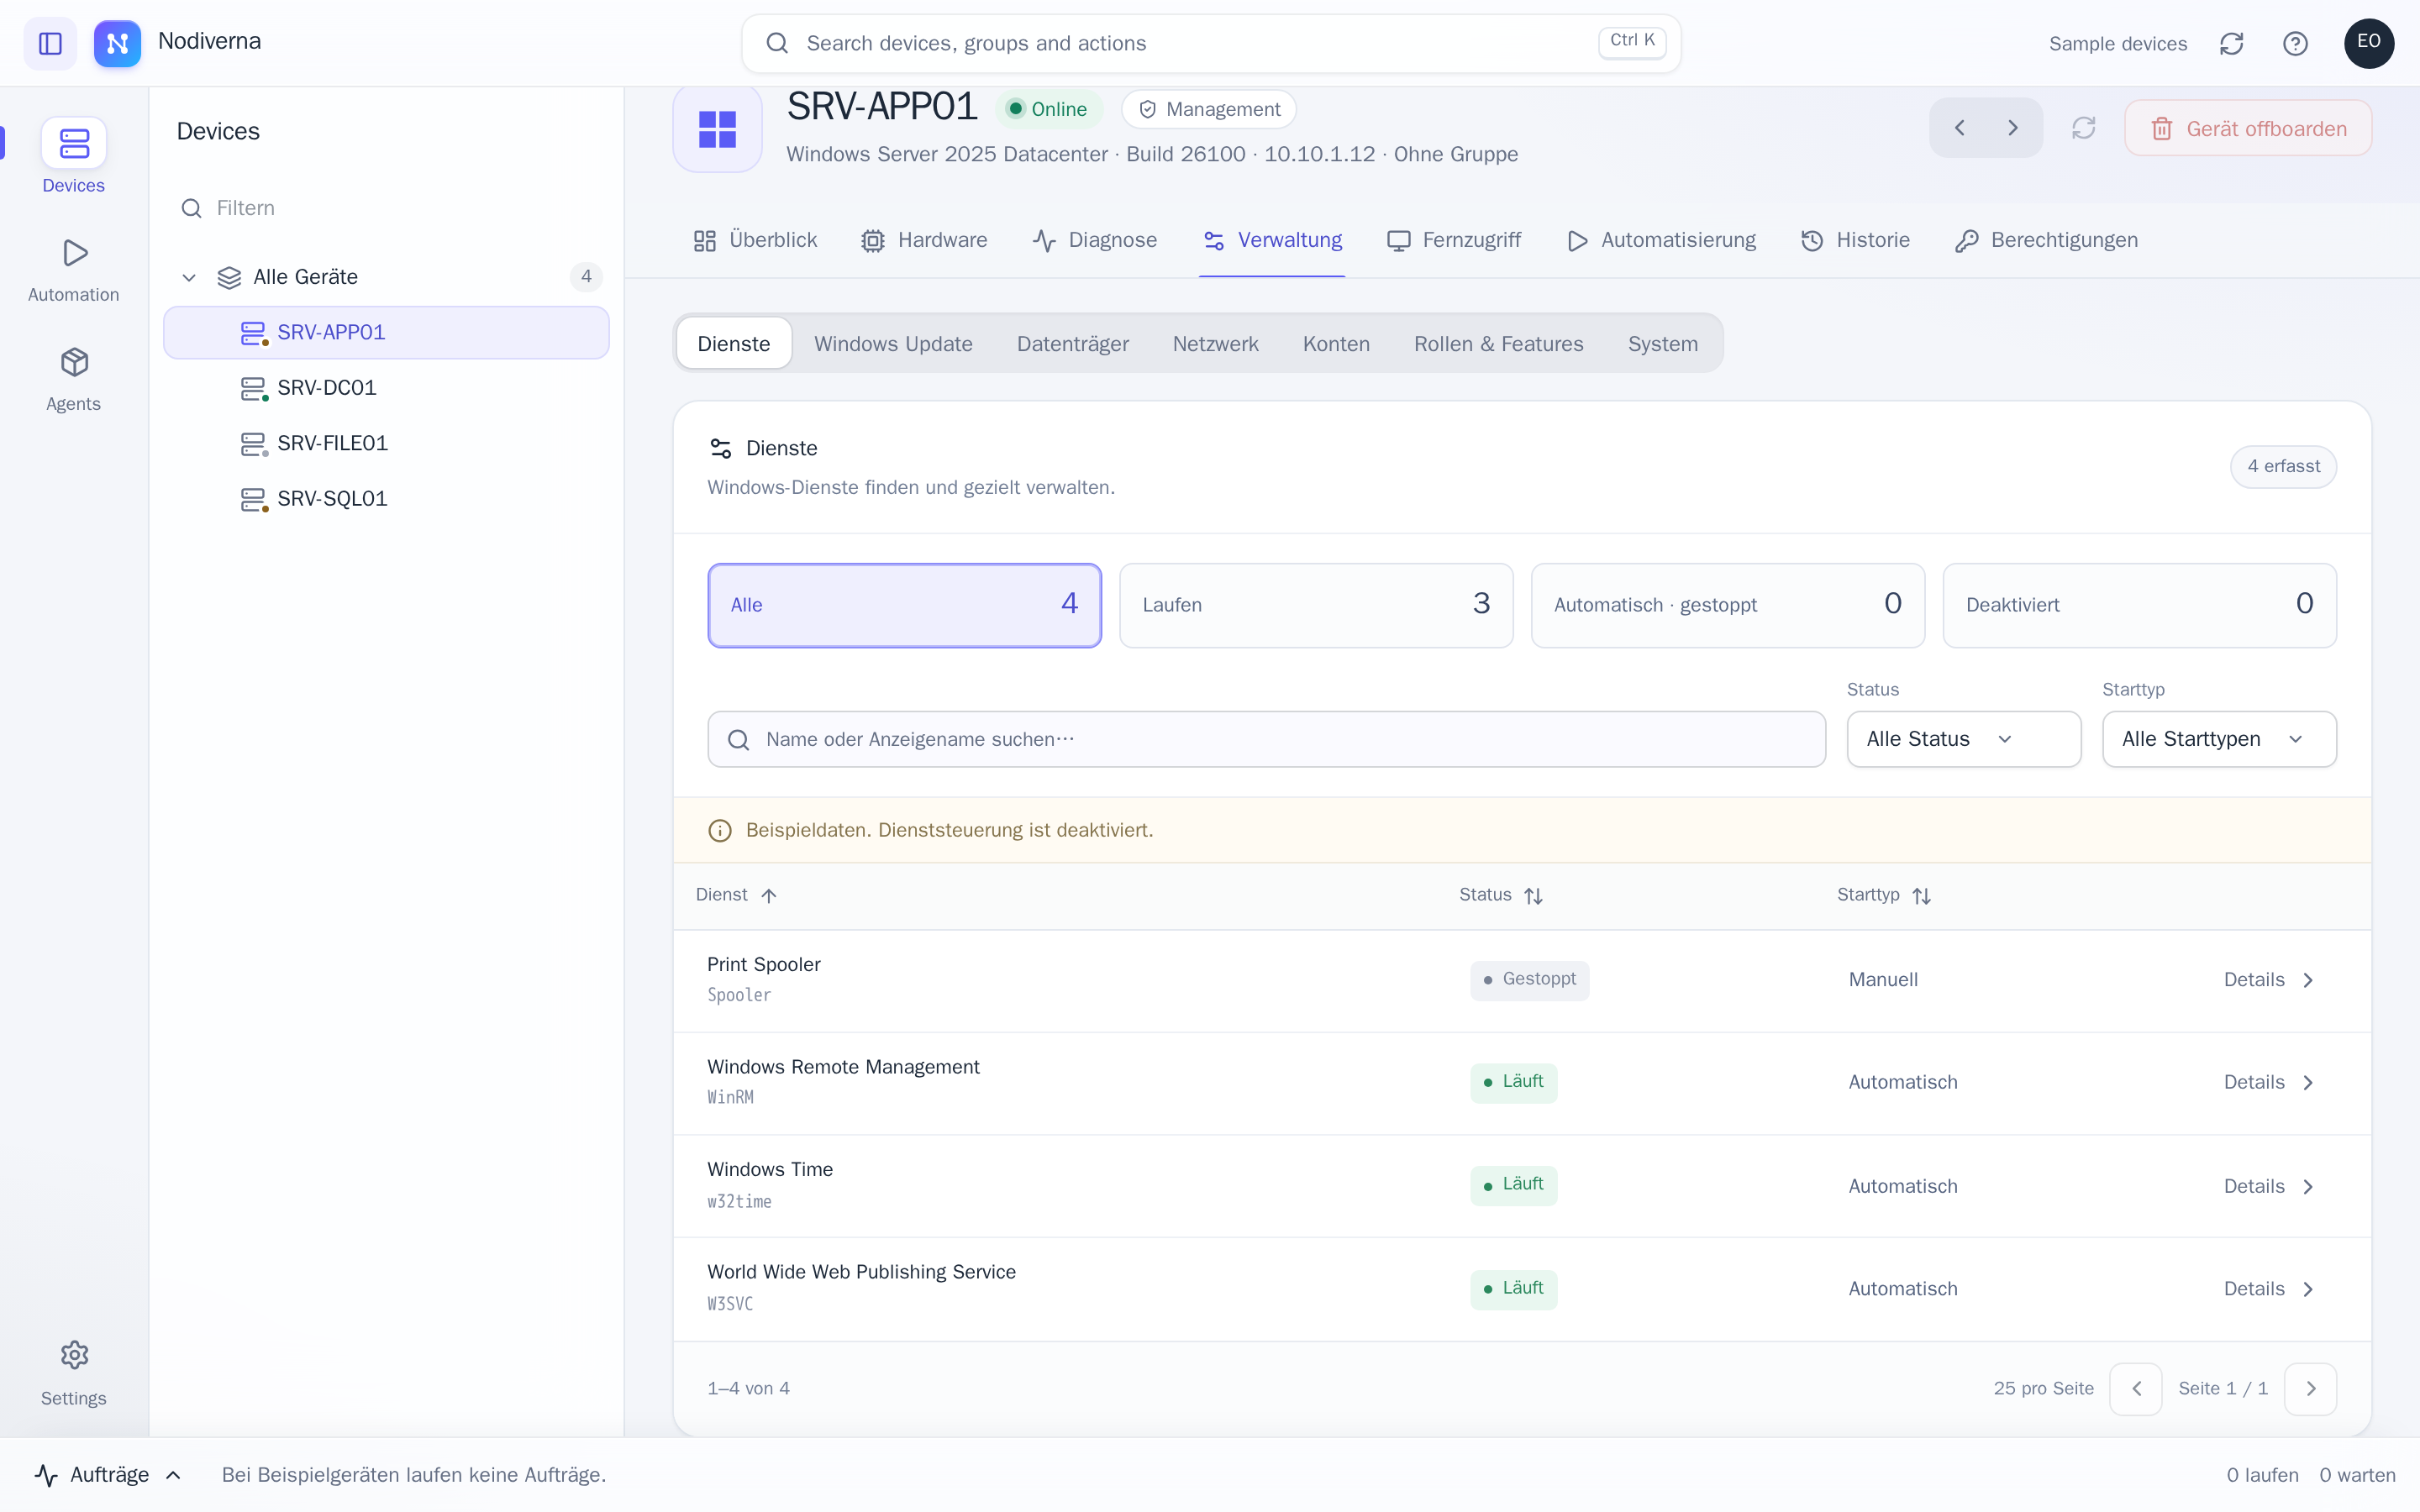 Nodiverna
Search devices, groups and actions
Ctrl K
Sample devices
EO
Devices
Automation
Agents
Settings
Devices
Filtern
Alle Geräte
4
SRV-APP01
SRV-DC01
SRV-FILE01
SRV-SQL01
SRV-APP01
Online
Management
Windows Server 2025 Datacenter · Build 26100 · 10.10.1.12 · Ohne Gruppe
Gerät offboarden
Überblick
Hardware
Diagnose
Verwaltung
Fernzugriff
Automatisierung
Historie
Berechtigungen
Dienste
Windows Update
Datenträger
Netzwerk
Konten
Rollen & Features
System
Dienste
Windows-Dienste finden und gezielt verwalten.
4 erfasst
Alle 4
Laufen 3
Automatisch · gestoppt 0
Deaktiviert 0
Name oder Anzeigename suchen…
Status
Alle Status
Starttyp
Alle Starttypen
Beispieldaten. Dienststeuerung ist deaktiviert.
Dienst
Status
Starttyp
Print Spooler
Spooler
Gestoppt
Manuell
Details
Windows Remote Management
WinRM
Läuft
Automatisch
Details
Windows Time
w32time
Läuft
Automatisch
Details
World Wide Web Publishing Service
W3SVC
Läuft
Automatisch
Details
1–4 von 4
25 pro Seite
Seite 1 / 1
Aufträge
Bei Beispielgeräten laufen keine Aufträge.
0 laufen
0 warten